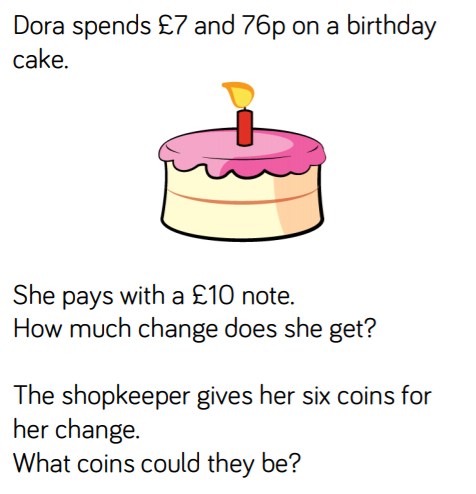 Dora spends £7 and 76p on a birthday
cake.
She pays with a £10 note.
How much change does she get?
The shopkeeper gives her six coins for
her change.
What coins could they be?